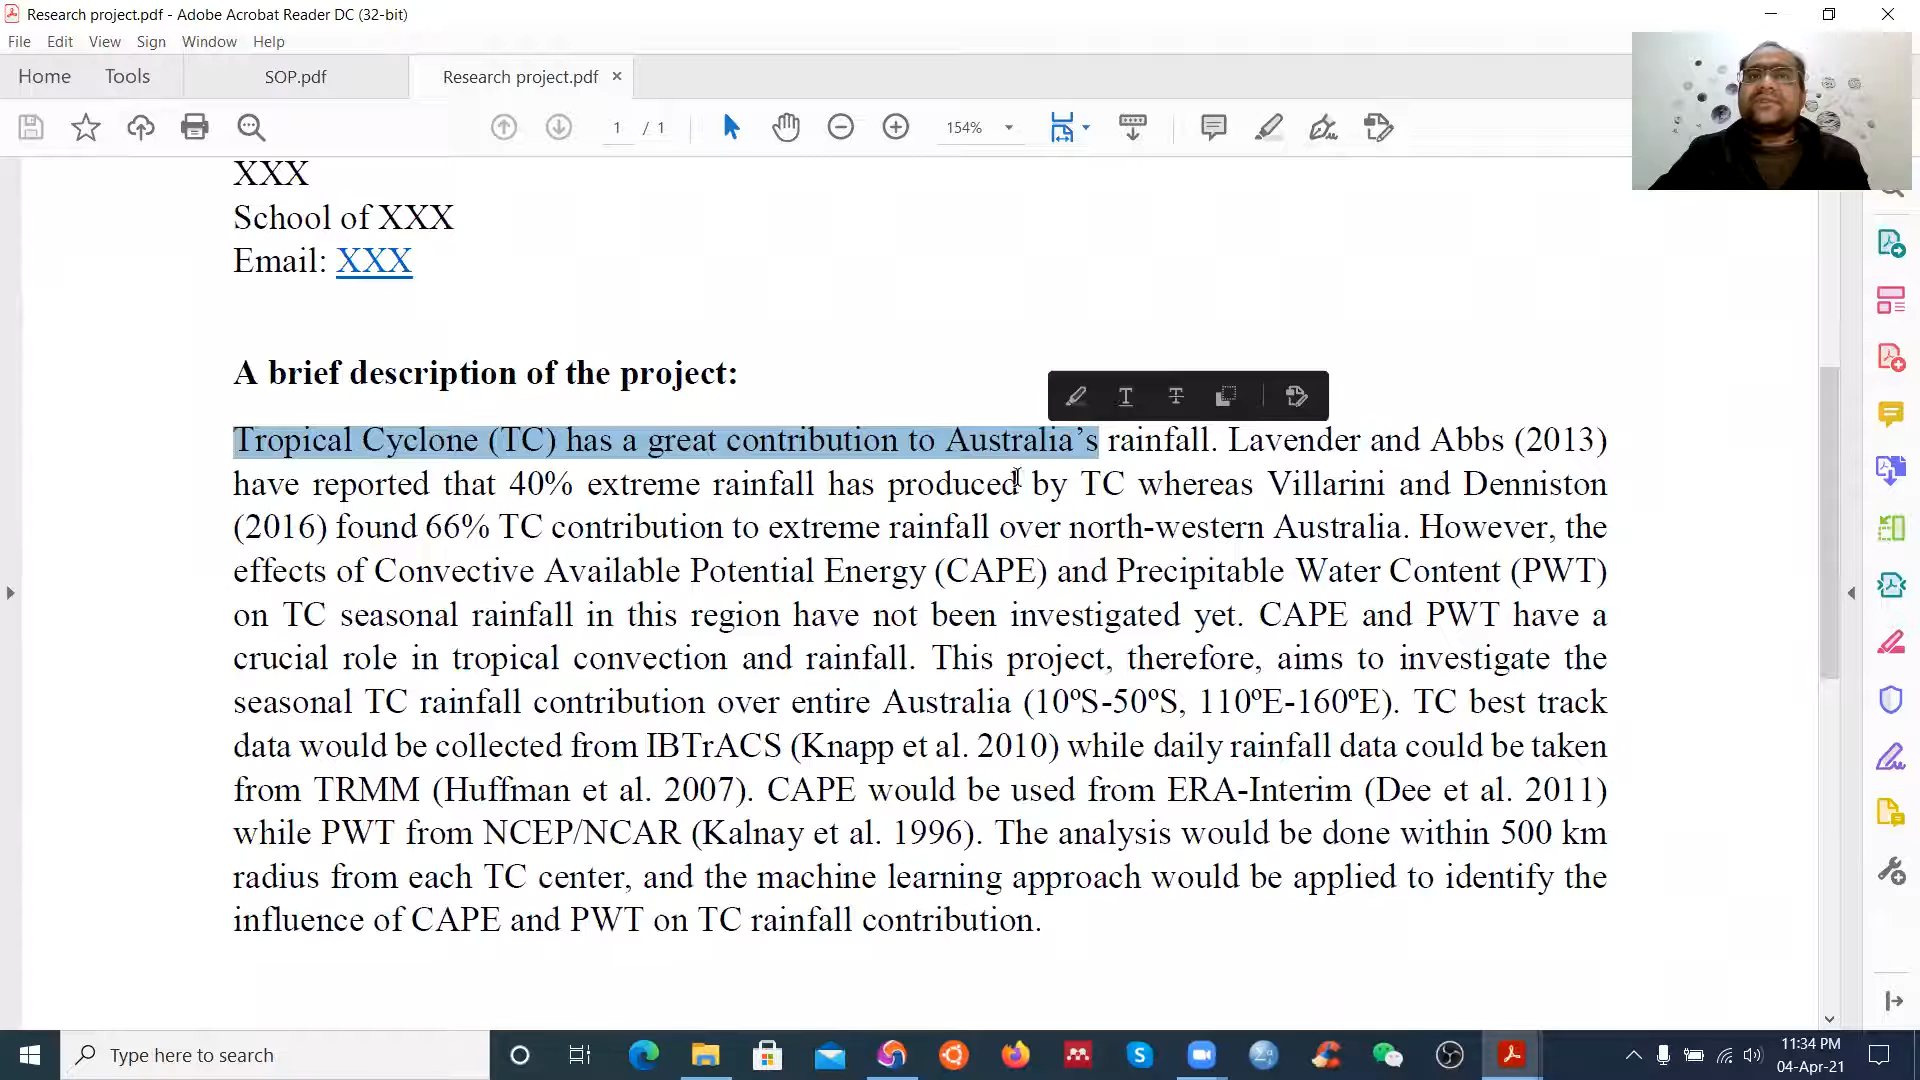 Research project.pdf - Adobe Acrobat Reader DC (32-bit)
File Edit View Sign Window Help
Home Tools SOP.pdf Research project.pdf
1 / 1 154%
XXX
School of XXX
Email: XXX
A brief description of the project:
Tropical Cyclone (TC) has a great contribution to Australia’s rainfall. Lavender and Abbs (2013)
have reported that 40% extreme rainfall has produced by TC whereas Villarini and Denniston
(2016) found 66% TC contribution to extreme rainfall over north-western Australia. However, the
effects of Convective Available Potential Energy (CAPE) and Precipitable Water Content (PWT)
on TC seasonal rainfall in this region have not been investigated yet. CAPE and PWT have a
crucial role in tropical convection and rainfall. This project, therefore, aims to investigate the
seasonal TC rainfall contribution over entire Australia (10ºS-50ºS, 110ºE-160ºE). TC best track
data would be collected from IBTrACS (Knapp et al. 2010) while daily rainfall data could be taken
from TRMM (Huffman et al. 2007). CAPE would be used from ERA-Interim (Dee et al. 2011)
while PWT from NCEP/NCAR (Kalnay et al. 1996). The analysis would be done within 500 km
radius from each TC center, and the machine learning approach would be applied to identify the
influence of CAPE and PWT on TC rainfall contribution.
Type here to search
11:34 PM
04-Apr-21